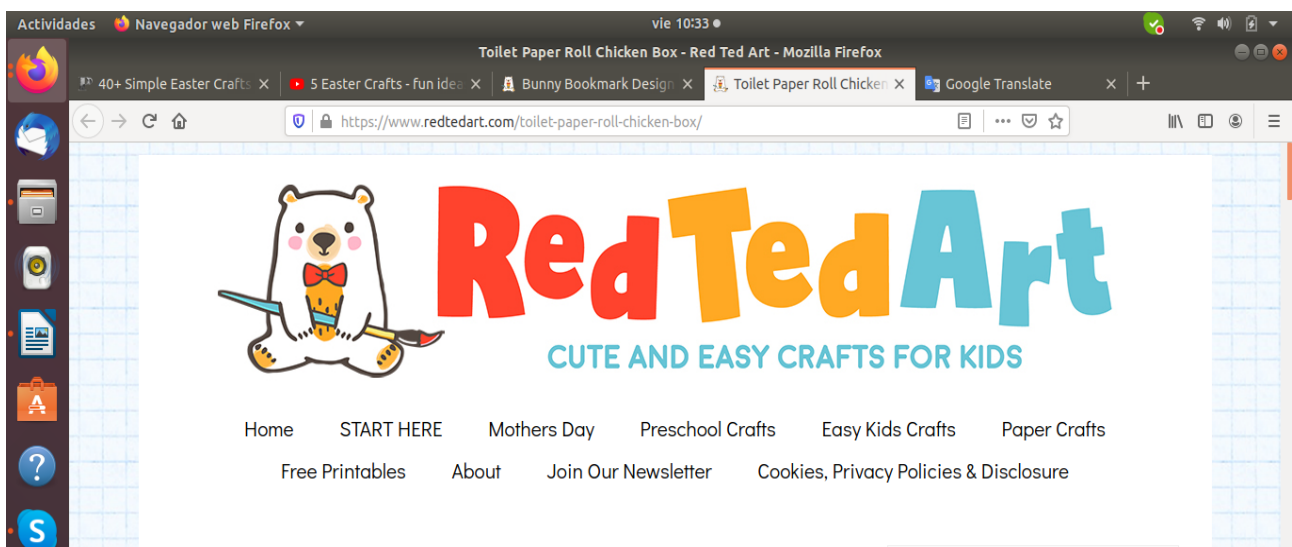 Actividades Navegador web Firefox vie 10:33
Toilet Paper Roll Chicken Box - Red Ted Art - Mozilla Firefox
40+ Simple Easter Crafts 5 Easter Crafts - fun idea Bunny Bookmark Design Toilet Paper Roll Chicken Google Translate
https://www.redtedart.com/toilet-paper-roll-chicken-box/
Red Ted Art
CUTE AND EASY CRAFTS FOR KIDS
Home START HERE Mothers Day Preschool Crafts Easy Kids Crafts Paper Crafts
Free Printables About Join Our Newsletter Cookies, Privacy Policies & Disclosure